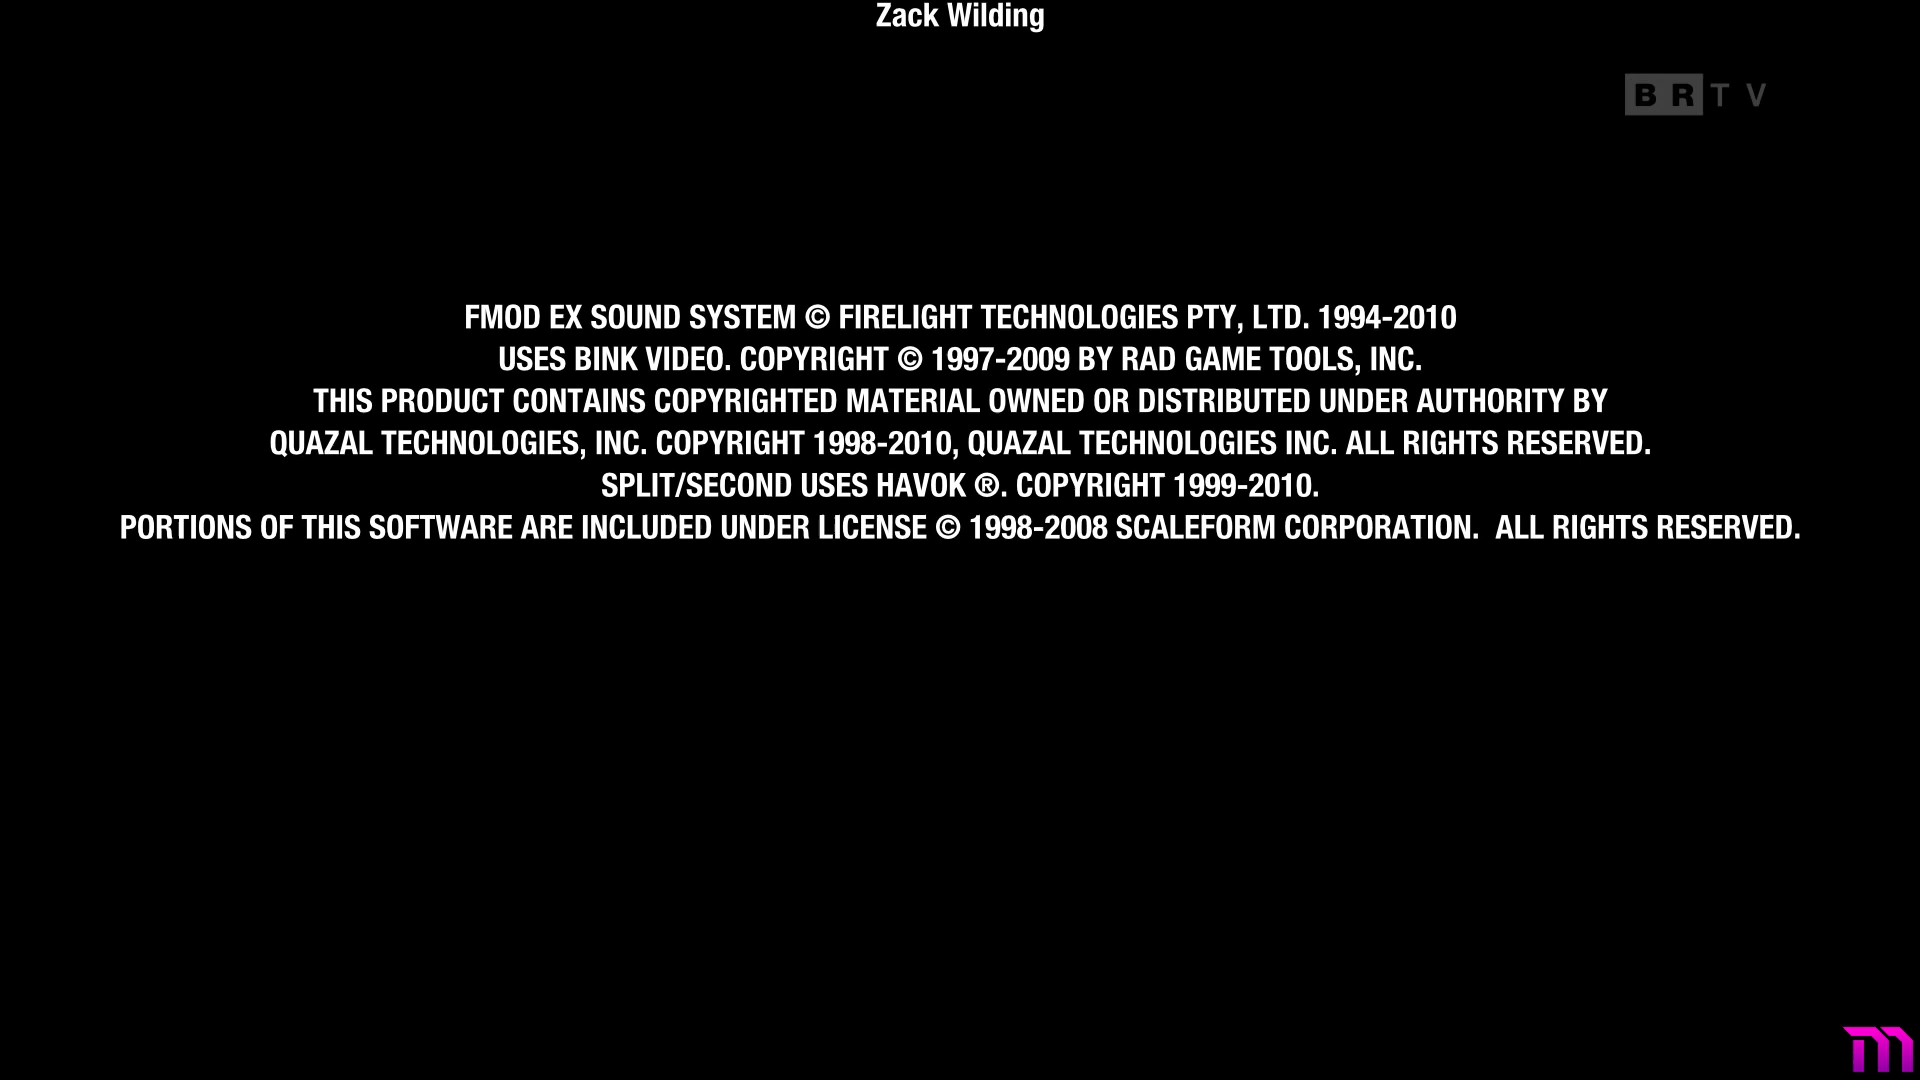 Zack Wilding
BRTV
FMOD EX SOUND SYSTEM © FIRELIGHT TECHNOLOGIES PTY, LTD. 1994-2010
USES BINK VIDEO. COPYRIGHT © 1997-2009 BY RAD GAME TOOLS, INC.
THIS PRODUCT CONTAINS COPYRIGHTED MATERIAL OWNED OR DISTRIBUTED UNDER AUTHORITY BY
QUAZAL TECHNOLOGIES, INC. COPYRIGHT 1998-2010, QUAZAL TECHNOLOGIES INC. ALL RIGHTS RESERVED.
SPLIT/SECOND USES HAVOK ®. COPYRIGHT 1999-2010.
PORTIONS OF THIS SOFTWARE ARE INCLUDED UNDER LICENSE © 1998-2008 SCALEFORM CORPORATION.  ALL RIGHTS RESERVED.